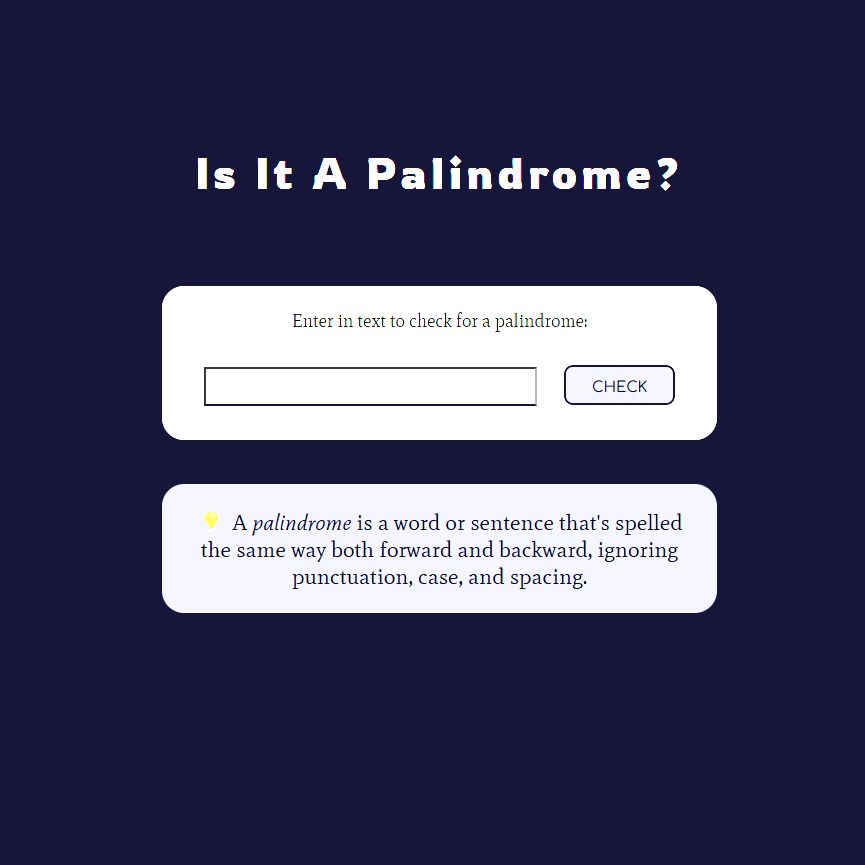 Is It A Palindrome?
Enter in text to check for a palindrome:
CHECK
A palindrome is a word or sentence that's spelled
the same way both forward and backward, ignoring
punctuation, case, and spacing.